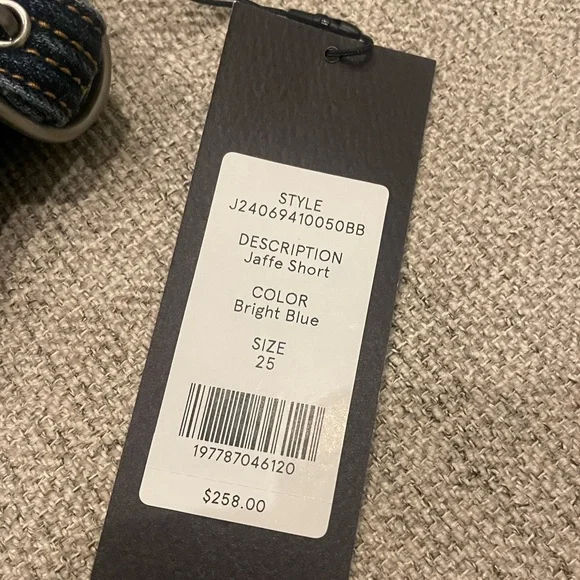 STYLE
J24069410050BB
DESCRIPTION
Jaffe Short
COLOR
Bright Blue
SIZE
25
197787046120
$258.00